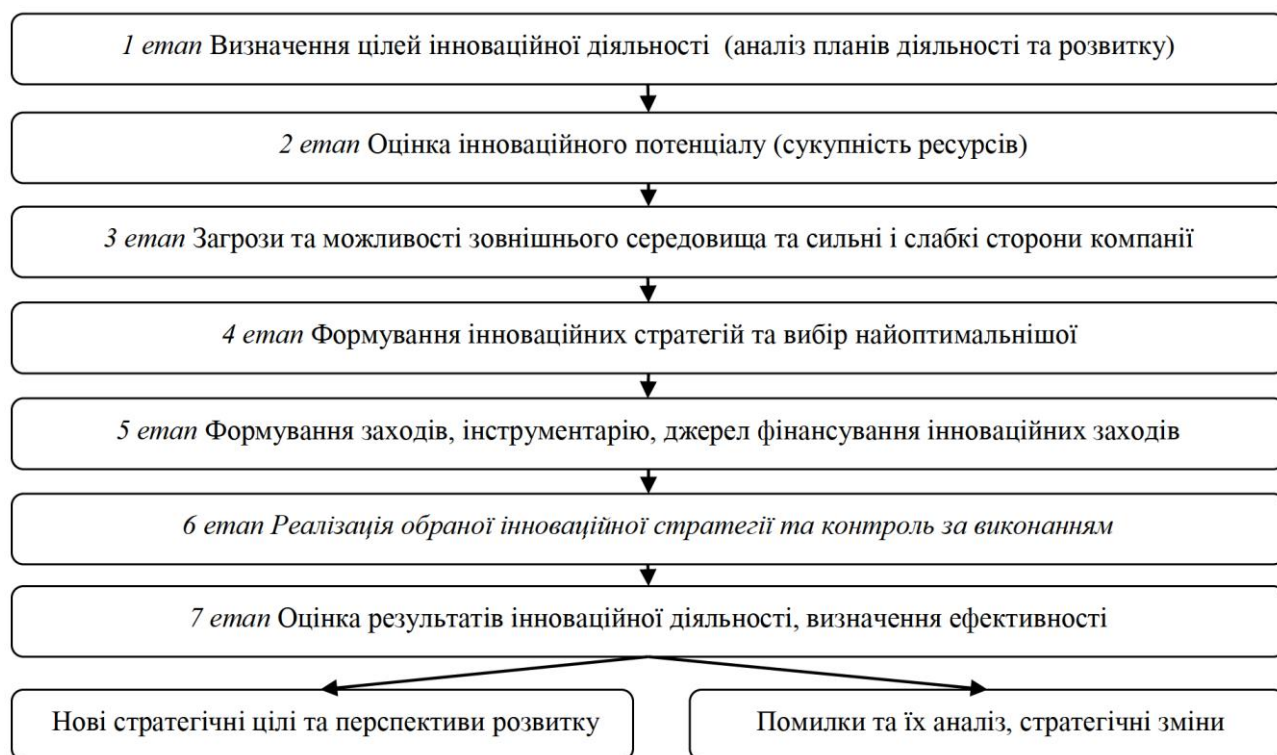 1 етап Визначення цілей інноваційної діяльності (аналіз планів діяльності та розвитку)
2 етап Оцінка інноваційного потенціалу (сукупність ресурсів)
3 етап Загрози та можливості зовнішнього середовища та сильні і слабкі сторони компанії
4 етап Формування інноваційних стратегій та вибір найоптимальнішої
5 етап Формування заходів, інструментарію, джерел фінансування інноваційних заходів
6 етап Реалізація обраної інноваційної стратегії та контроль за виконанням
7 етап Оцінка результатів інноваційної діяльності, визначення ефективності
Нові стратегічні цілі та перспективи розвитку
Помилки та їх аналіз, стратегічні зміни